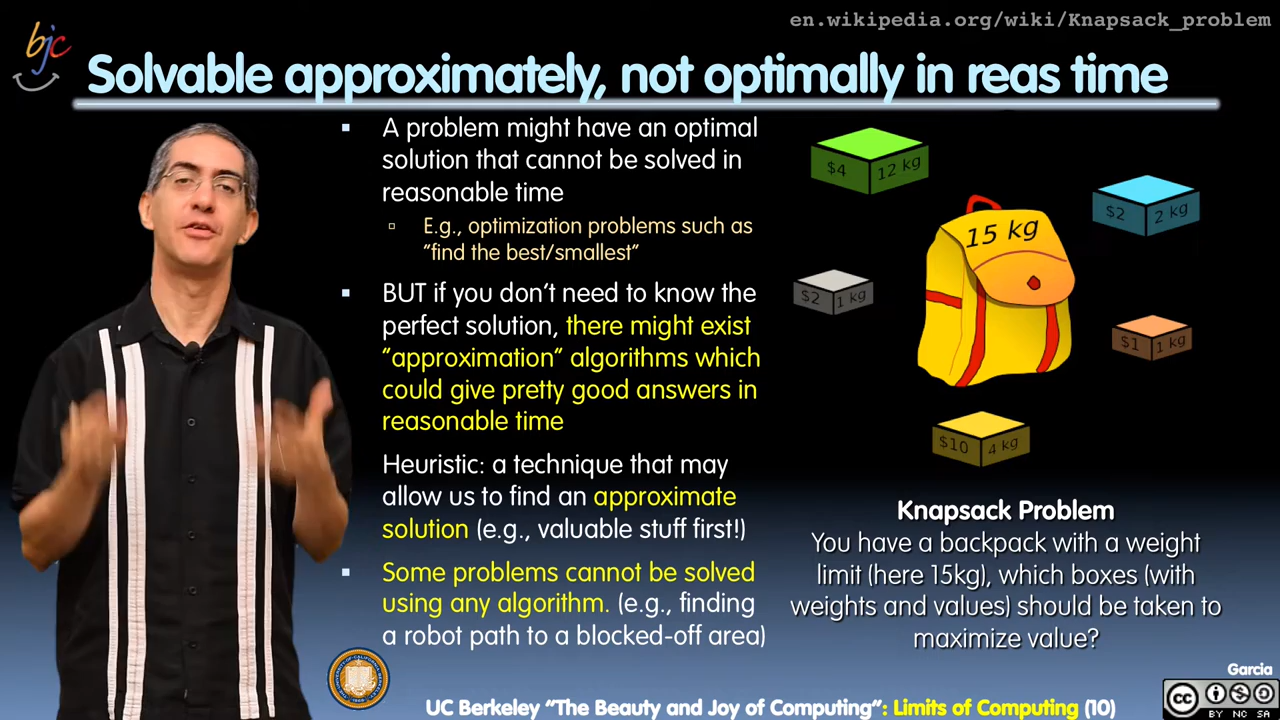 en.wikipedia.org/wiki/Knapsack_problem
bjc
Solvable approximately, not optimally in reas time
A problem might have an optimal
solution that cannot be solved in
reasonable time
E.g., optimization problems such as
"find the best/smallest"
BUT if you don't need to know the
perfect solution, there might exist
"approximation" algorithms which
could give pretty good answers in
reasonable time
Heuristic: a technique that may
allow us to find an approximate
solution (e.g., valuable stuff first!)
Some problems cannot be solved
using any algorithm. (e.g., finding
a robot path to a blocked-off area)
$4 12 kg
$2 2 kg
15 kg
$2 1 kg
$1 1 kg
$10 4 kg
Knapsack Problem
You have a backpack with a weight
limit (here 15kg), which boxes (with
weights and values) should be taken to
maximize value?
Garcia
UC Berkeley "The Beauty and Joy of Computing": Limits of Computing (10)
cc
BY NC SA